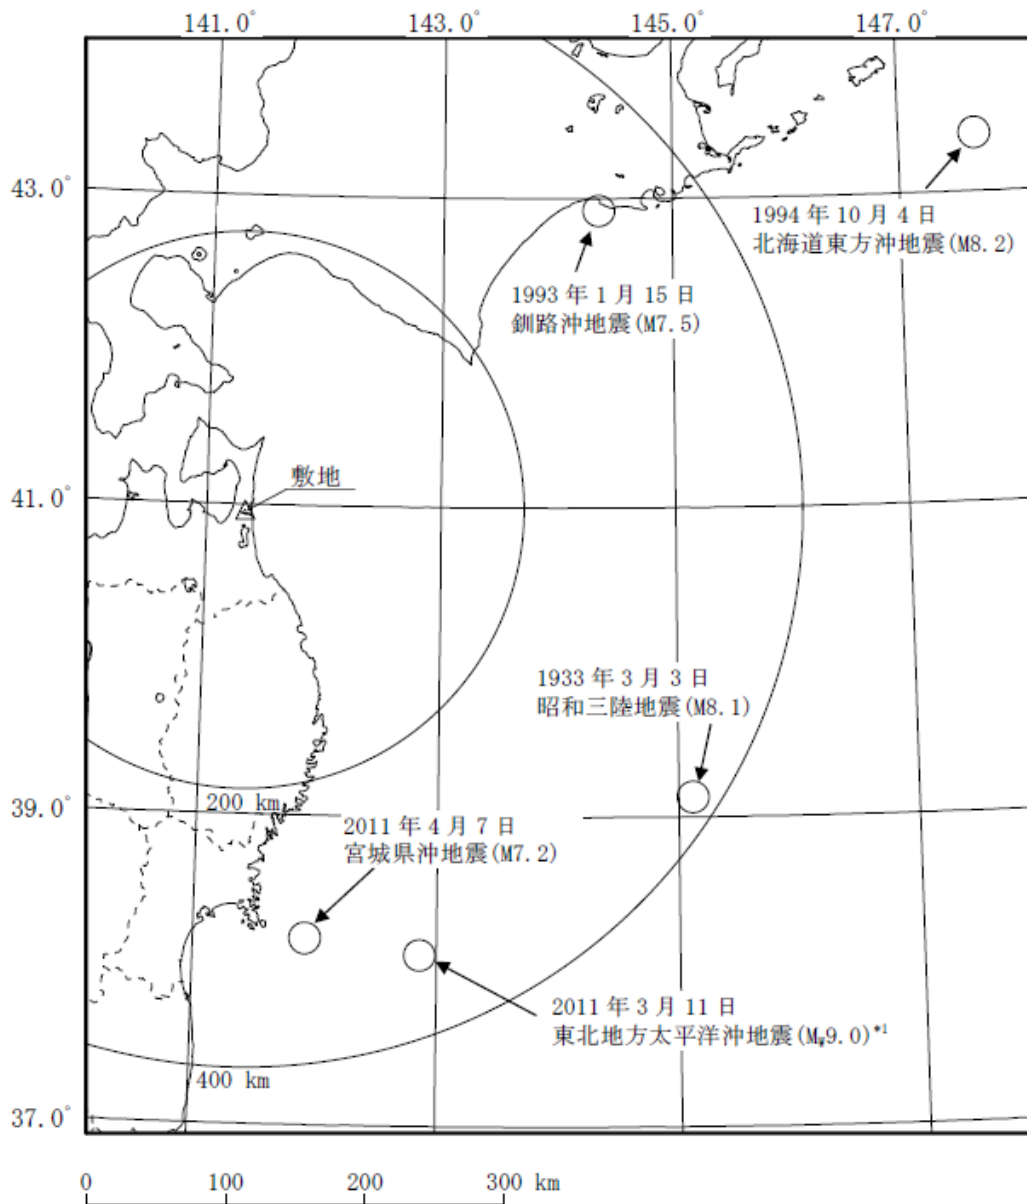 141.0° 143.0° 145.0° 147.0°
43.0°
1994 年 10 月 4 日
北海道東方沖地震(M8.2)
1993 年 1 月 15 日
釧路沖地震(M7.5)
敷地
41.0°
1933 年 3 月 3 日
昭和三陸地震(M8.1)
200 km
39.0°
2011 年 4 月 7 日
宮城県沖地震(M7.2)
2011 年 3 月 11 日
東北地方太平洋沖地震(Mw9.0)*1
400 km
37.0°
0 100 200 300 km